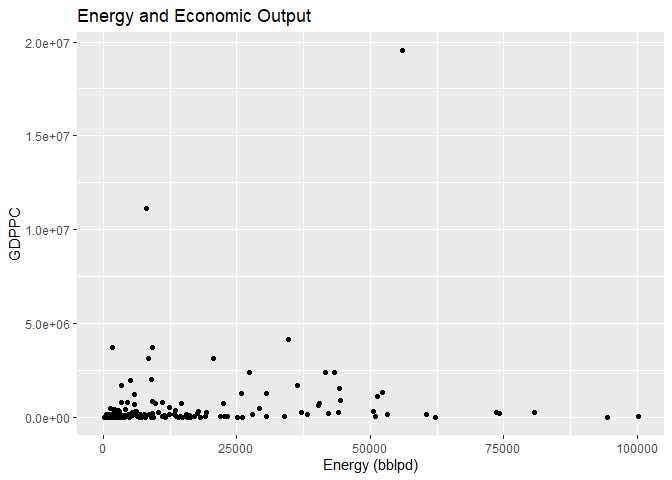 Energy and Economic Output
2.0e+07
1.5e+07
1.0e+07
5.0e+06
0.0e+00
GDPPC
0 25000 50000 75000 100000
Energy (bblpd)